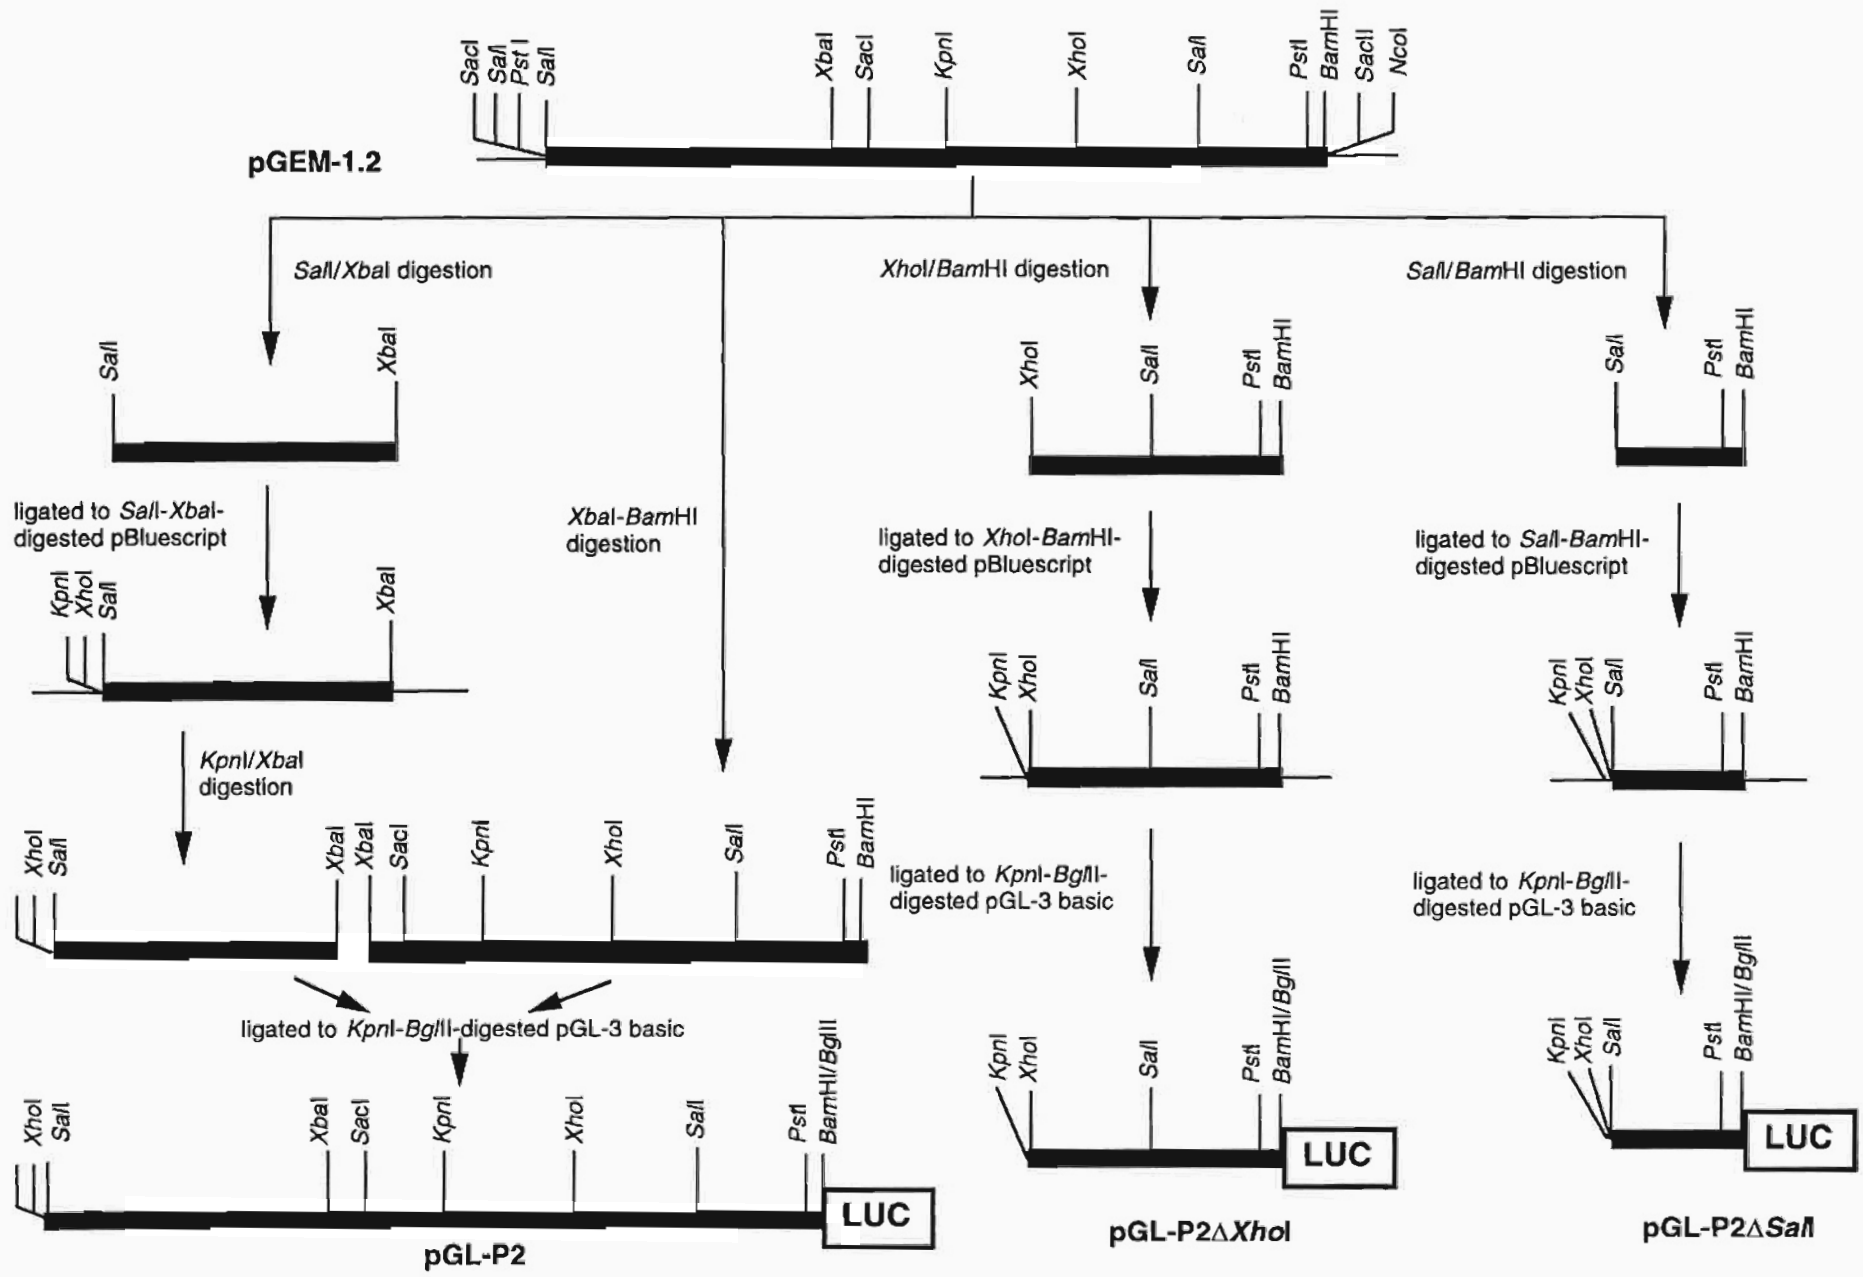 SacI SalI Pst I SalI XbaI SacI KpnI XhoI SalI PstI BamHI SacII NcoI
pGEM-1.2
SalI/XbaI digestion
XhoI/BamHI digestion
SalI/BamHI digestion
SalI XbaI
XhoI SalI PstI BamHI
SalI PstI BamHI
ligated to SalI-XbaI-
digested pBluescript
XbaI-BamHI
digestion
ligated to XhoI-BamHI-
digested pBluescript
ligated to SalI-BamHI-
digested pBluescript
KpnI XhoI SalI XbaI
KpnI XhoI SalI PstI BamHI
KpnI XhoI SalI PstI BamHI
KpnI/XbaI
digestion
XhoI SalI XbaI XbaI SacI KpnI XhoI SalI PstI BamHI
ligated to KpnI-BglII-
digested pGL-3 basic
ligated to KpnI-BglII-
digested pGL-3 basic
ligated to KpnI-BglII-digested pGL-3 basic
XhoI SalI XbaI SacI KpnI XhoI SalI PstI BamHI/BglII
LUC
pGL-P2
KpnI XhoI SalI PstI BamHI/BglII
LUC
pGL-P2ΔXhoI
KpnI XhoI SalI PstI BamHI/BglII
LUC
pGL-P2ΔSalI